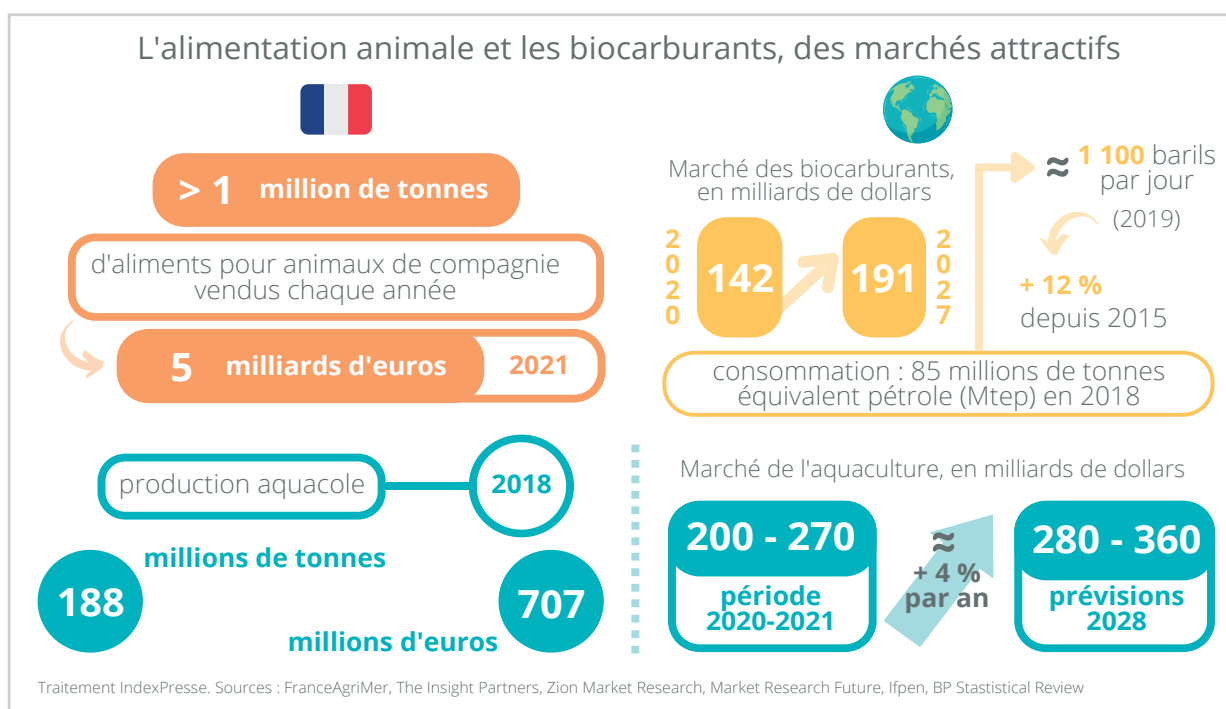 L'alimentation animale et les biocarburants, des marchés attractifs
> 1 million de tonnes
d'aliments pour animaux de compagnie
vendus chaque année
5 milliards d'euros
2021
production aquacole
2018
millions de tonnes
188
707
millions d'euros
Marché des biocarburants,
en milliards de dollars
2020
142
191
2027
≈ 1 100 barils
par jour
(2019)
+ 12 %
depuis 2015
consommation : 85 millions de tonnes
équivalent pétrole (Mtep) en 2018
Marché de l'aquaculture, en milliards de dollars
200 - 270
période
2020-2021
≈
+ 4 %
par an
280 - 360
prévisions
2028
Traitement IndexPresse. Sources : FranceAgriMer, The Insight Partners, Zion Market Research, Market Research Future, Ifpen, BP Stastistical Review